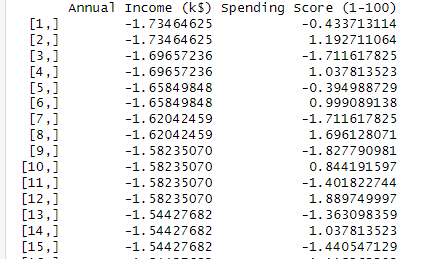 Annual Income (k$) Spending Score (1-100)
[1,] -1.73464625 -0.433713114
[2,] -1.73464625 1.192711064
[3,] -1.69657236 -1.711617825
[4,] -1.69657236 1.037813523
[5,] -1.65849848 -0.394988729
[6,] -1.65849848 0.999089138
[7,] -1.62042459 -1.711617825
[8,] -1.62042459 1.696128071
[9,] -1.58235070 -1.827790981
[10,] -1.58235070 0.844191597
[11,] -1.58235070 -1.401822744
[12,] -1.58235070 1.889749997
[13,] -1.54427682 -1.363098359
[14,] -1.54427682 1.037813523
[15,] -1.54427682 -1.440547129